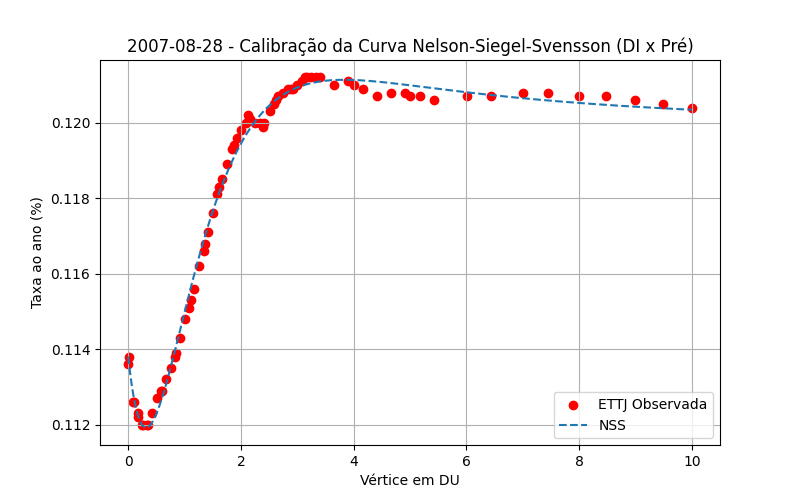 2007-08-28 - Calibração da Curva Nelson-Siegel-Svensson (DI x Pré)
Taxa ao ano (%)
0.120
0.118
0.116
0.114
0.112
ETTJ Observada
NSS
0 2 4 6 8 10
Vértice em DU